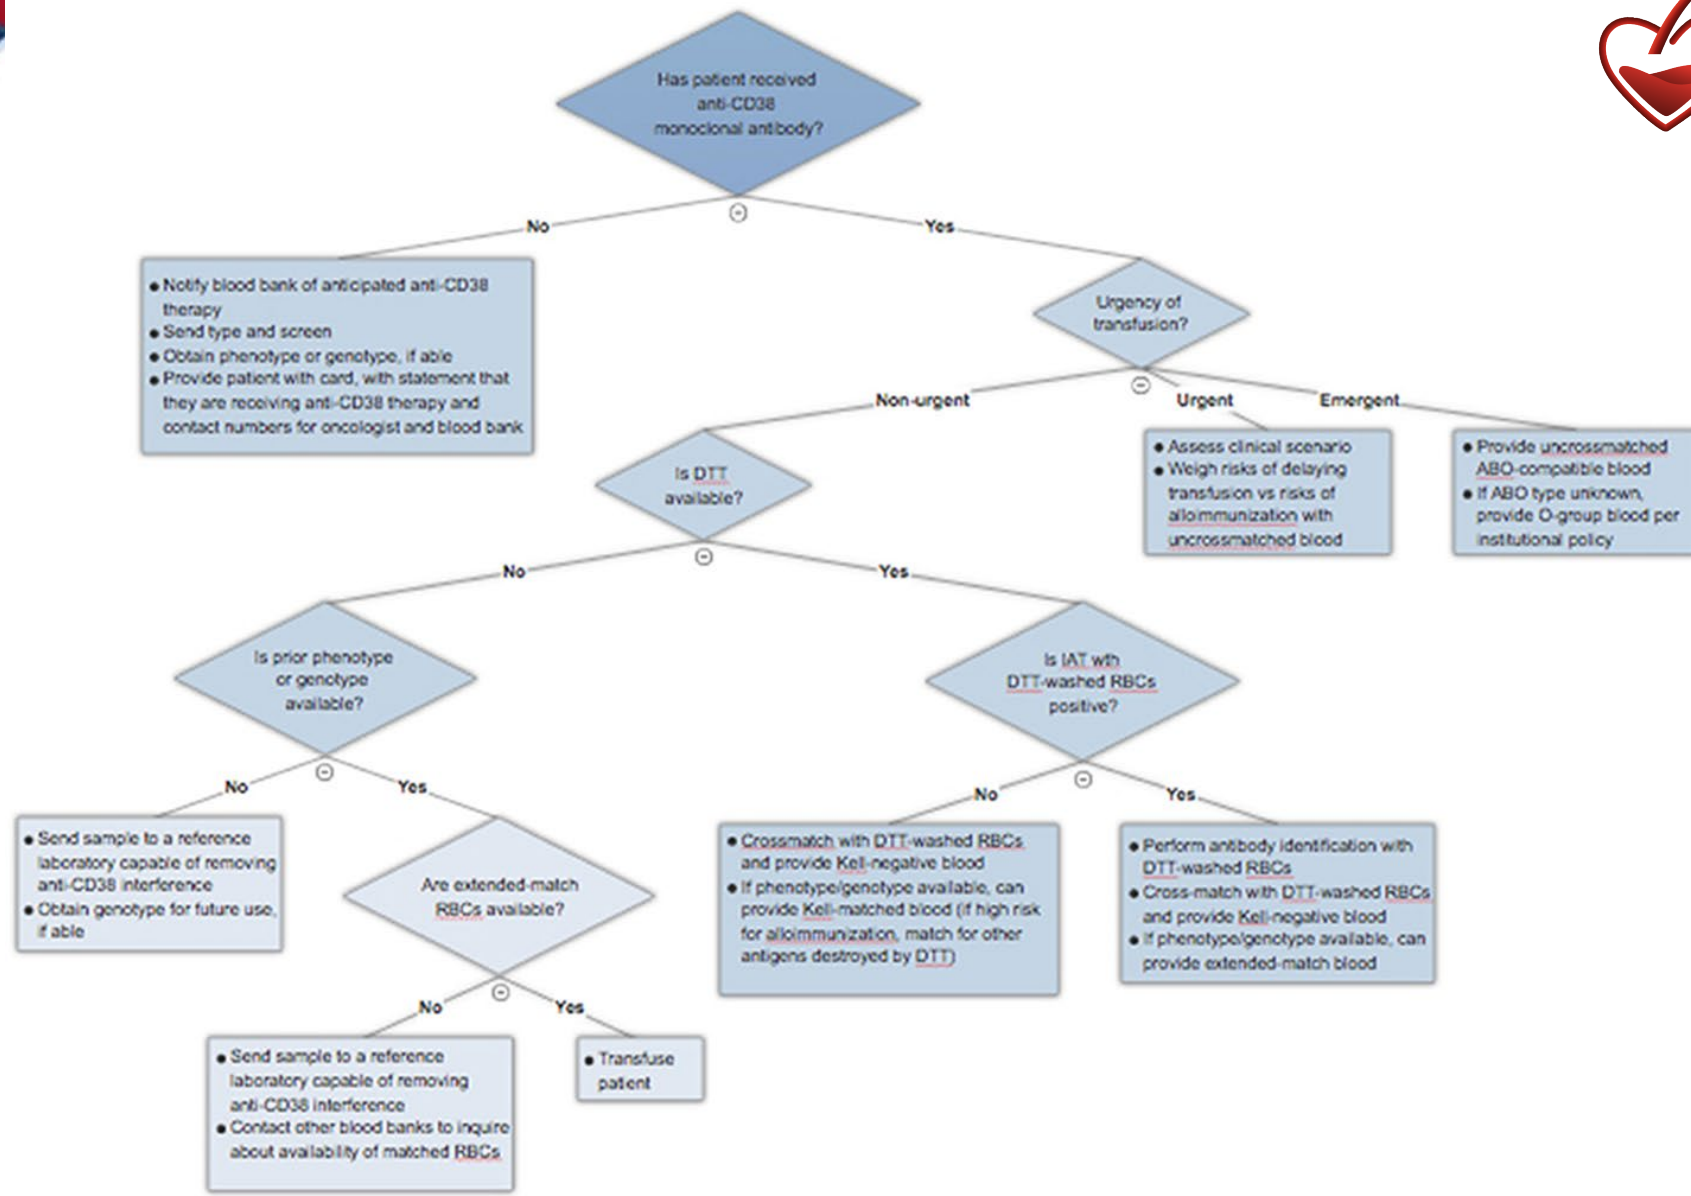 Has patient received
anti-CD38
monoclonal antibody?
No
Yes
● Notify blood bank of anticipated anti-CD38
therapy
● Send type and screen
● Obtain phenotype or genotype, if able
● Provide patient with card, with statement that
they are receiving anti-CD38 therapy and
contact numbers for oncologist and blood bank
Urgency of
transfusion?
Non-urgent
Urgent
Emergent
Is DTT
available?
● Assess clinical scenario
● Weigh risks of delaying
transfusion vs risks of
alloimmunization with
uncrossmatched blood
● Provide uncrossmatched
ABO-compatible blood
● If ABO type unknown,
provide O-group blood per
institutional policy
No
Yes
Is prior phenotype
or genotype
available?
Is IAT wth
DTT-washed RBCs
positive?
No
Yes
No
Yes
● Send sample to a reference
laboratory capable of removing
anti-CD38 interference
● Obtain genotype for future use,
if able
Are extended-match
RBCs available?
● Crossmatch with DTT-washed RBCs
and provide Kell-negative blood
● If phenotype/genotype available, can
provide Kell-matched blood (if high risk
for alloimmunization, match for other
antigens destroyed by DTT)
● Perform antibody identification with
DTT-washed RBCs
● Cross-match with DTT-washed RBCs
and provide Kell-negative blood
● If phenotype/genotype available, can
provide extended-match blood
No
Yes
● Send sample to a reference
laboratory capable of removing
anti-CD38 interference
● Contact other blood banks to inquire
about availability of matched RBCs
● Transfuse
patient